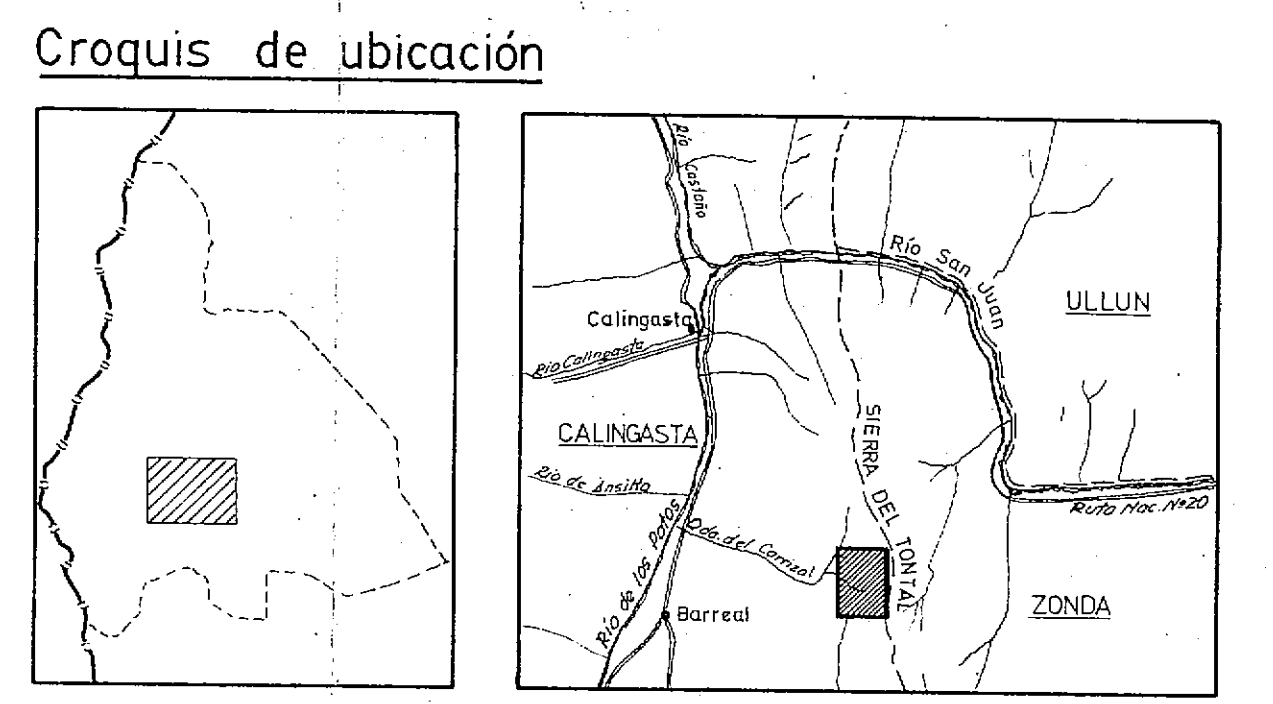 Croquis de ubicación
Río Castaño
Río San Juan
ULLUN
Calingasta
Río Calingasta
CALINGASTA
SIERRA DEL TONTAL
Rio de Ansilta
Ruta Nac. Nº20
Río de los Patos
Qda. del Carrizal
Barreal
ZONDA